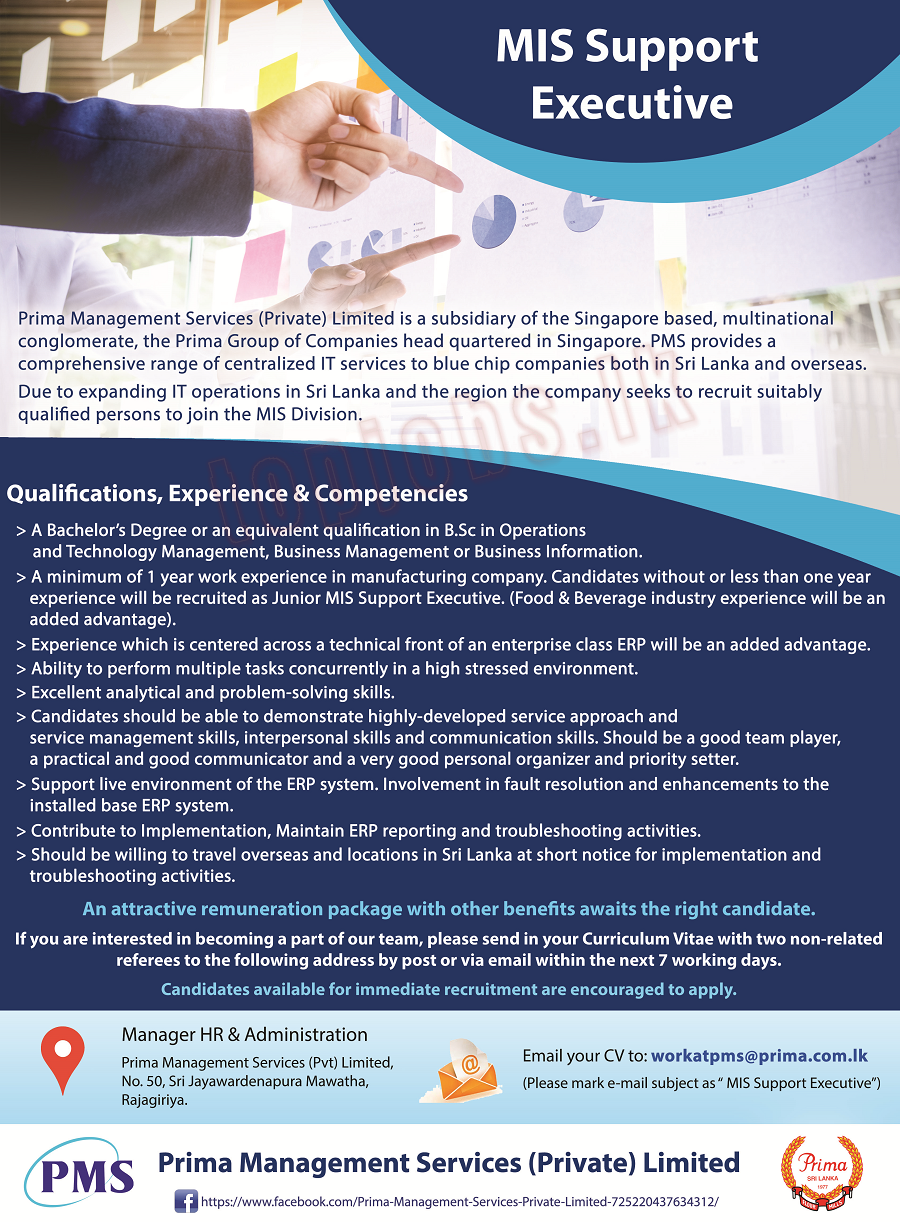 MIS Support
Executive
Prima Management Services (Private) Limited is a subsidiary of the Singapore based, multinational
conglomerate, the Prima Group of Companies head quartered in Singapore. PMS provides a
comprehensive range of centralized IT services to blue chip companies both in Sri Lanka and overseas.
Due to expanding IT operations in Sri Lanka and the region the company seeks to recruit suitably
qualified persons to join the MIS Division.
topjobs.lk
Qualifications, Experience & Competencies
> A Bachelor’s Degree or an equivalent qualification in B.Sc in Operations
and Technology Management, Business Management or Business Information.
> A minimum of 1 year work experience in manufacturing company. Candidates without or less than one year
experience will be recruited as Junior MIS Support Executive. (Food & Beverage industry experience will be an
added advantage).
> Experience which is centered across a technical front of an enterprise class ERP will be an added advantage.
> Ability to perform multiple tasks concurrently in a high stressed environment.
> Excellent analytical and problem-solving skills.
> Candidates should be able to demonstrate highly-developed service approach and
service management skills, interpersonal skills and communication skills. Should be a good team player,
a practical and good communicator and a very good personal organizer and priority setter.
> Support live environment of the ERP system. Involvement in fault resolution and enhancements to the
installed base ERP system.
> Contribute to Implementation, Maintain ERP reporting and troubleshooting activities.
> Should be willing to travel overseas and locations in Sri Lanka at short notice for implementation and
troubleshooting activities.
An attractive remuneration package with other benefits awaits the right candidate.
If you are interested in becoming a part of our team, please send in your Curriculum Vitae with two non-related
referees to the following address by post or via email within the next 7 working days.
Candidates available for immediate recruitment are encouraged to apply.
Manager HR & Administration
Prima Management Services (Pvt) Limited,
No. 50, Sri Jayawardenapura Mawatha,
Rajagiriya.
@
Email your CV to: workatpms@prima.com.lk
(Please mark e-mail subject as “ MIS Support Executive”)
PMS
Prima Management Services (Private) Limited
https://www.facebook.com/Prima-Management-Services-Private-Limited-725220437634312/
Prima
SRI LANKA
1977